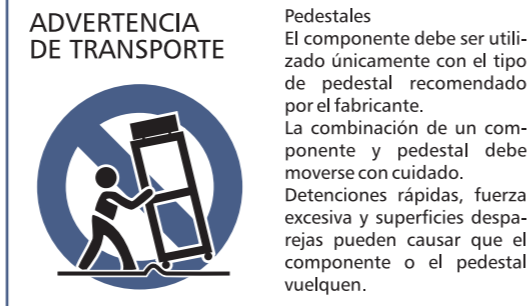 ADVERTENCIA
DE TRANSPORTE
Pedestales
El componente debe ser utili-
zado únicamente con el tipo
de pedestal recomendado
por el fabricante.
La combinación de un com-
ponente y pedestal debe
moverse con cuidado.
Detenciones rápidas, fuerza
excesiva y superficies despa-
rejas pueden causar que el
componente o el pedestal
vuelquen.